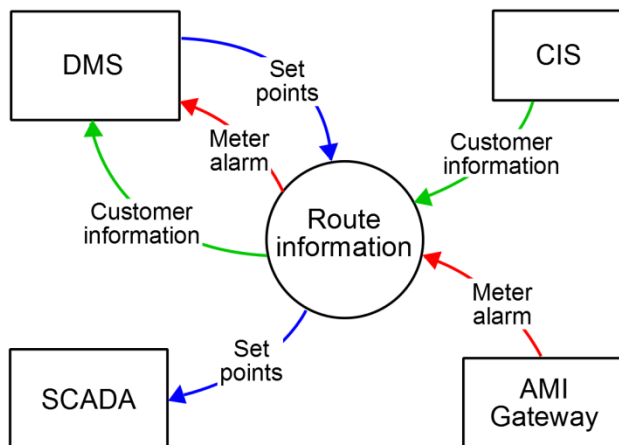 DMS
Set
points
CIS
Meter
alarm
Customer
information
Customer
information
Route
information
Meter
alarm
Set
points
SCADA
AMI
Gateway